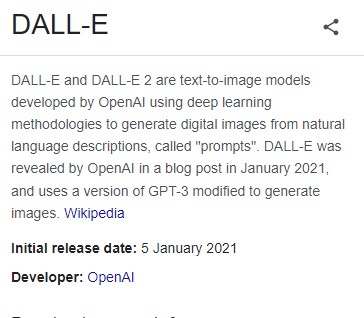 DALL-E
DALL-E and DALL-E 2 are text-to-image models
developed by OpenAI using deep learning
methodologies to generate digital images from natural
language descriptions, called "prompts". DALL-E was
revealed by OpenAI in a blog post in January 2021,
and uses a version of GPT-3 modified to generate
images. Wikipedia
Initial release date: 5 January 2021
Developer: OpenAI